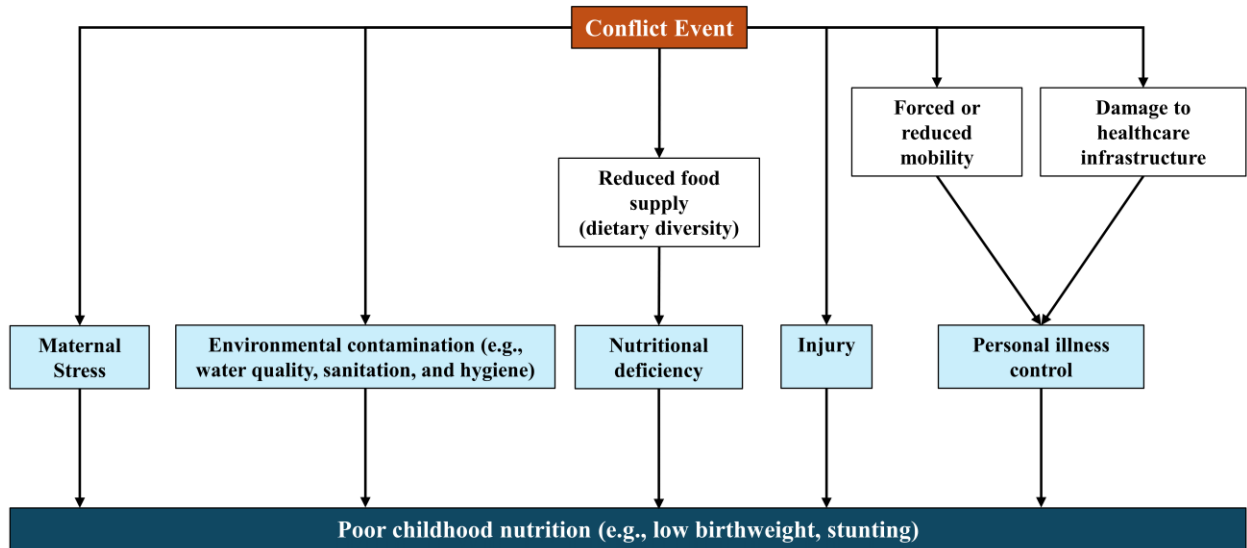 Conflict Event
Forced or
reduced
mobility
Damage to
healthcare
infrastructure
Reduced food
supply
(dietary diversity)
Maternal
Stress
Environmental contamination (e.g.,
water quality, sanitation, and hygiene)
Nutritional
deficiency
Injury
Personal illness
control
Poor childhood nutrition (e.g., low birthweight, stunting)